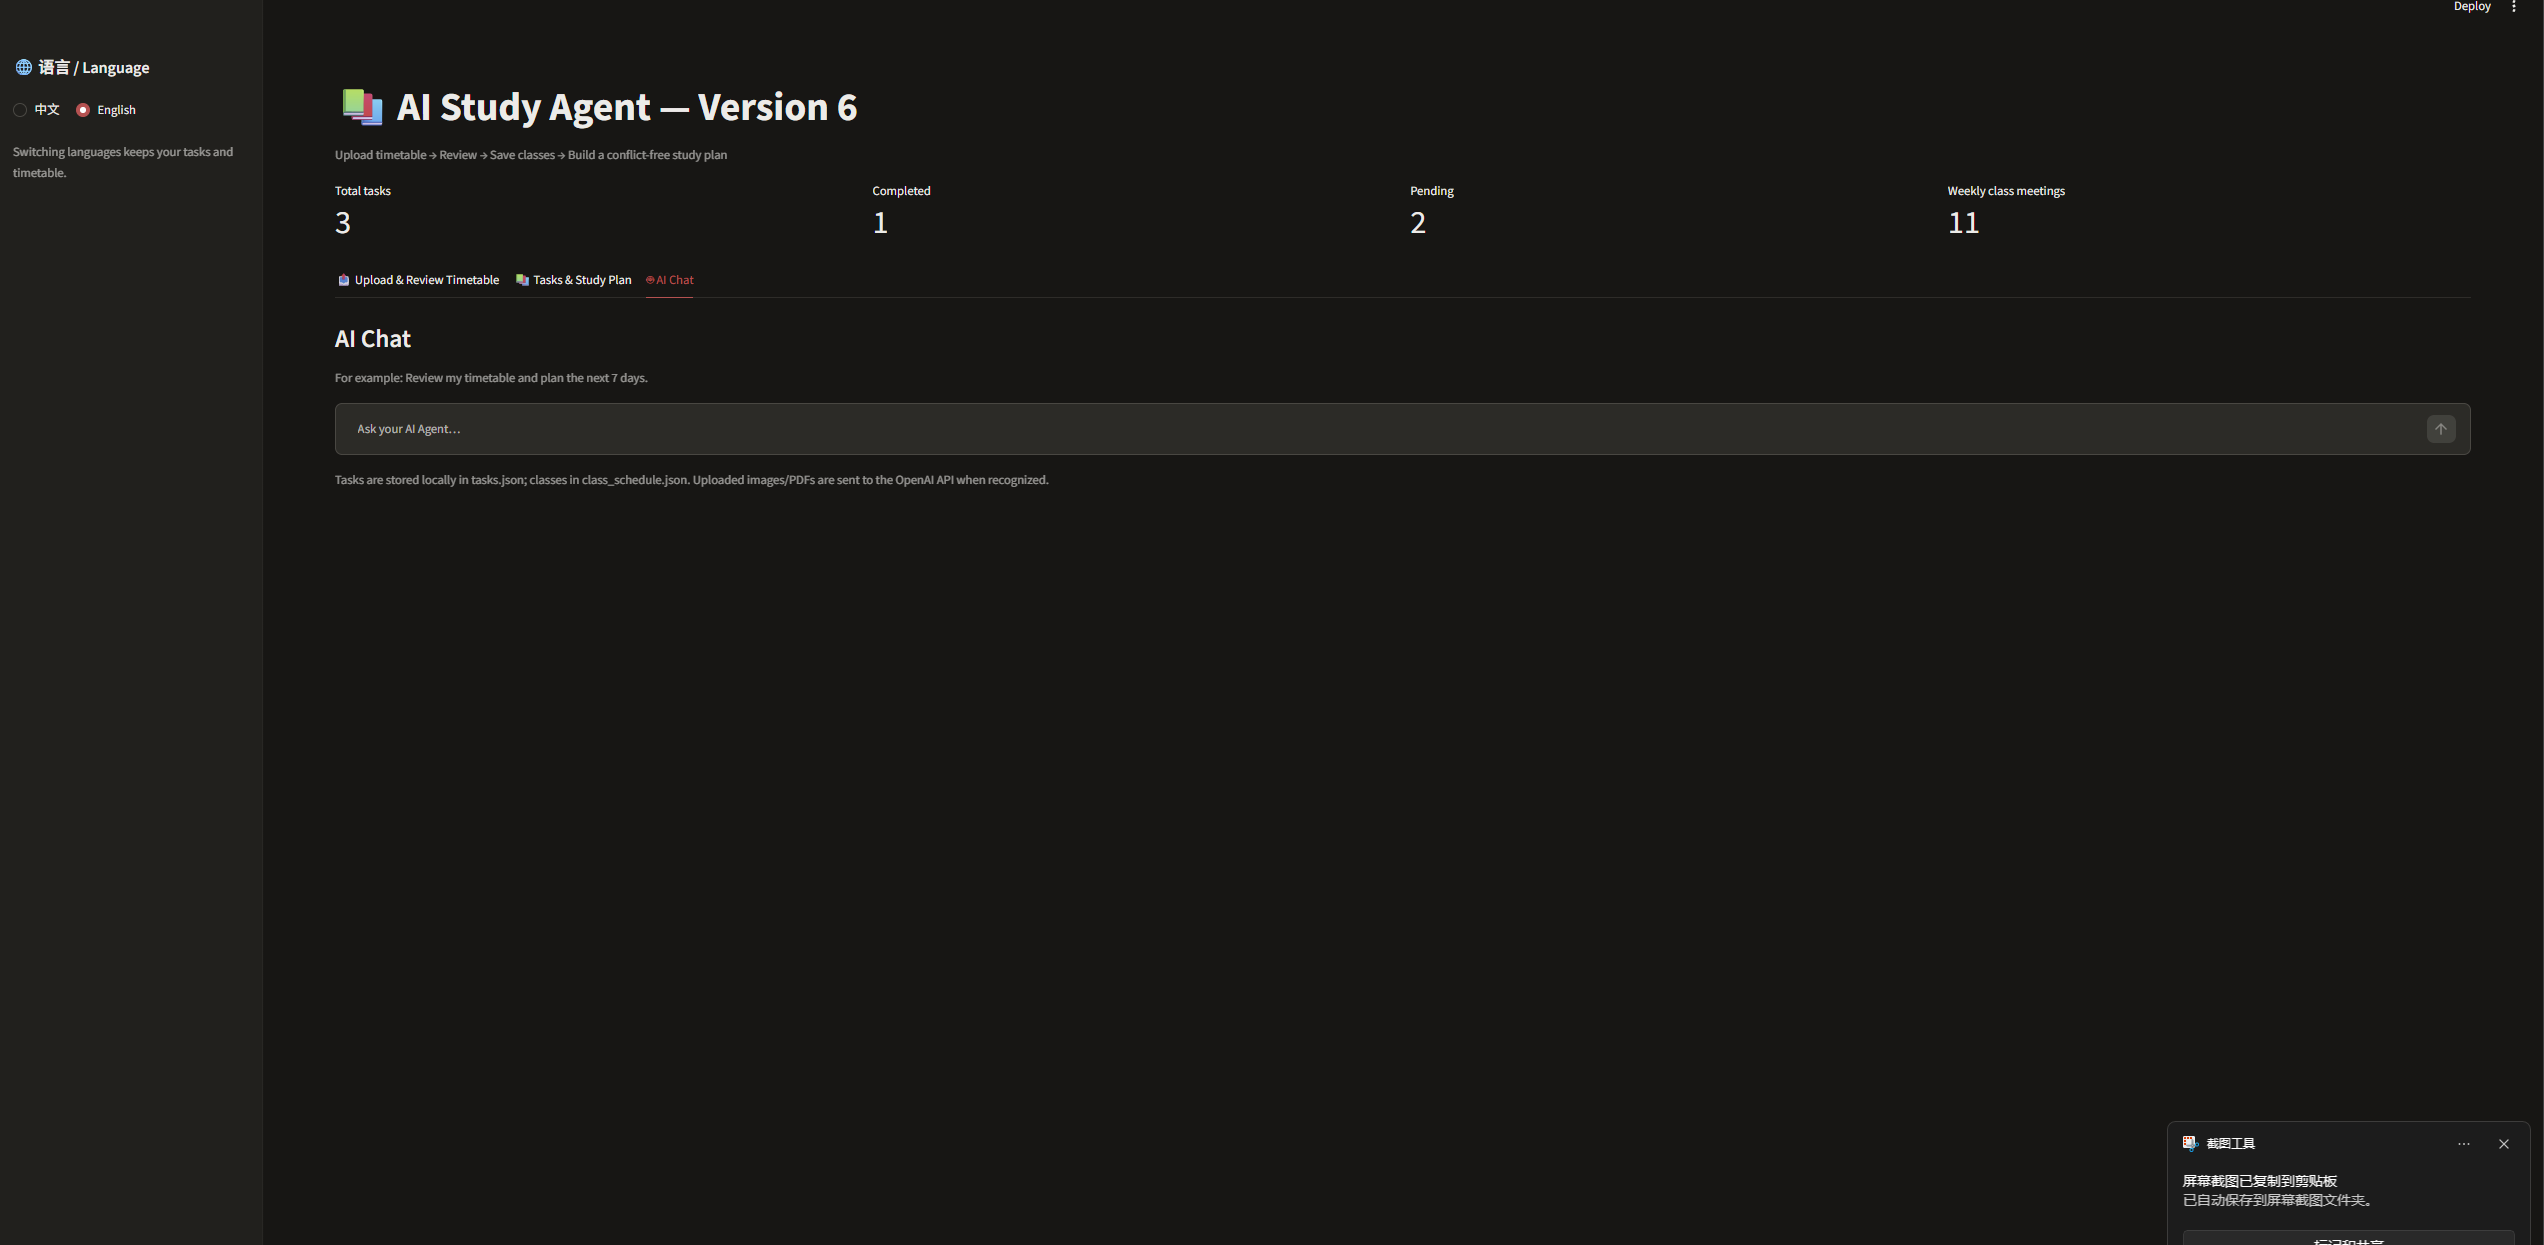 Deploy
语言 / Language
中文 English
Switching languages keeps your tasks and
timetable.
AI Study Agent — Version 6
Upload timetable → Review → Save classes → Build a conflict-free study plan
Total tasks
3
Completed
1
Pending
2
Weekly class meetings
11
Upload & Review Timetable Tasks & Study Plan AI Chat
AI Chat
For example: Review my timetable and plan the next 7 days.
Ask your AI Agent...
Tasks are stored locally in tasks.json; classes in class_schedule.json. Uploaded images/PDFs are sent to the OpenAI API when recognized.
截图工具
屏幕截图已复制到剪贴板
已自动保存到屏幕截图文件夹。
标记和共享